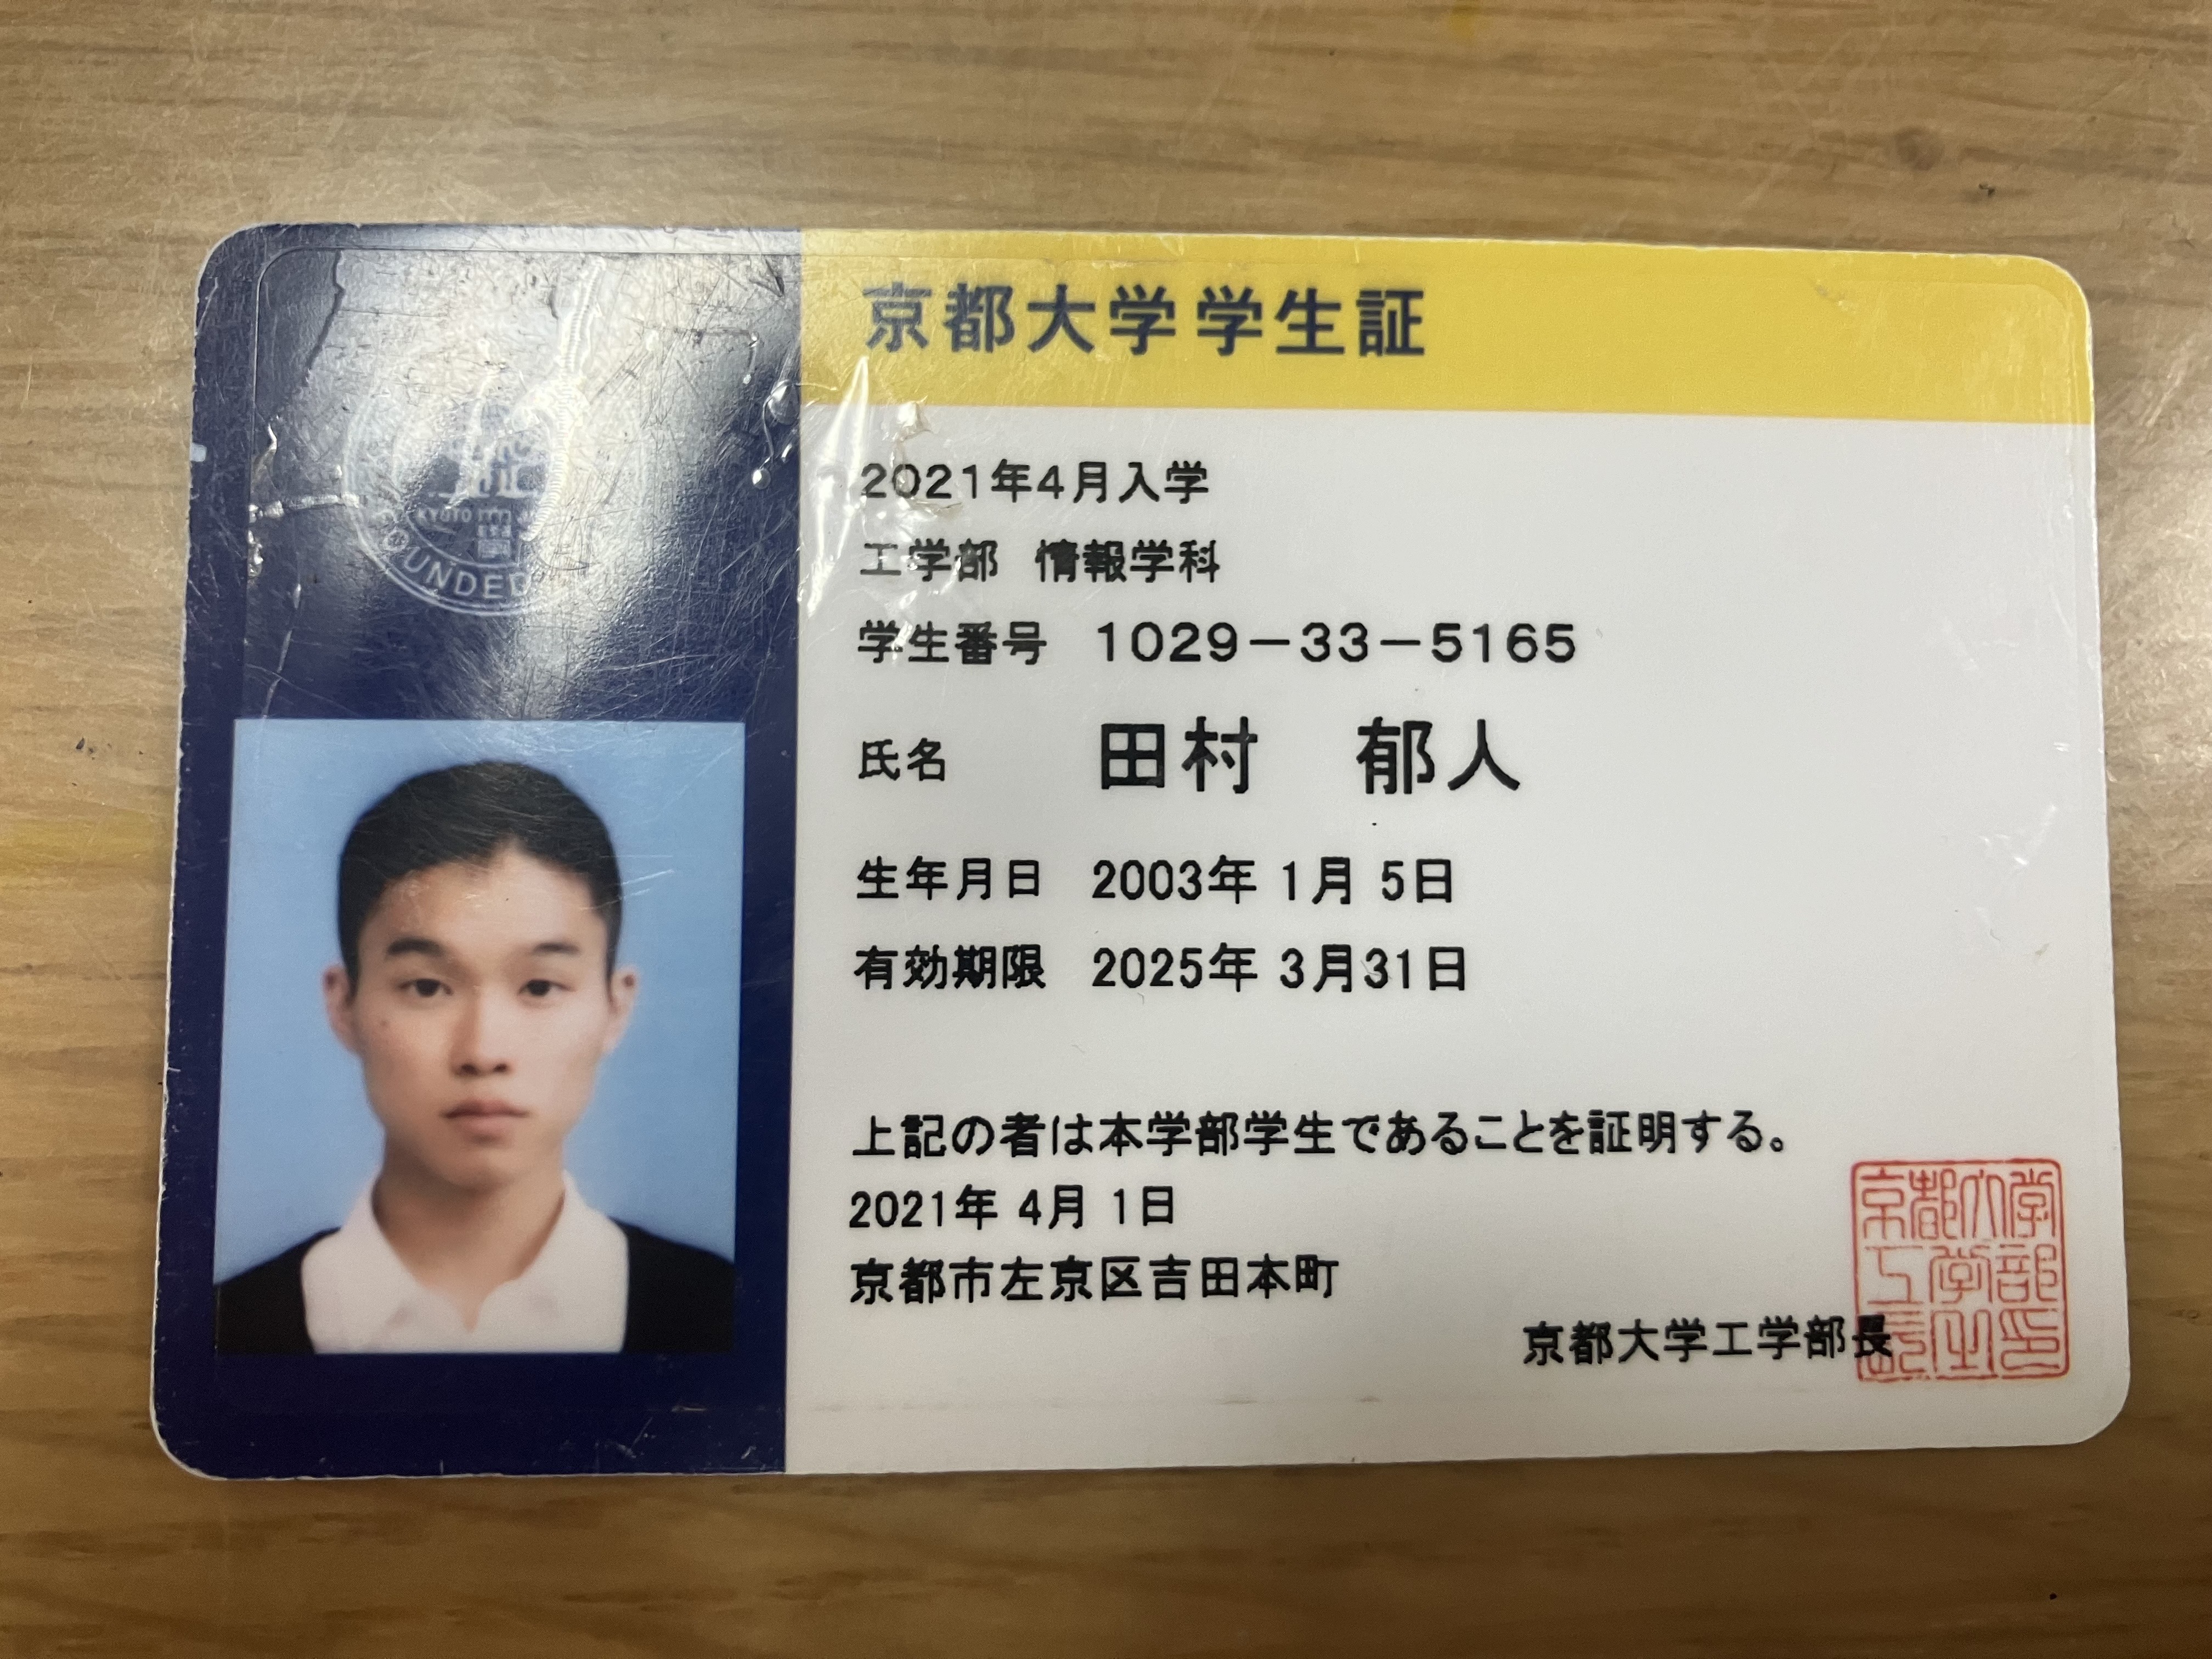 京都大学学生証
2021年4月入学
工学部 情報学科
学生番号 1029-33-5165
氏名 田村 郁人
生年月日 2003年 1月 5日
有効期限 2025年 3月31日
上記の者は本学部学生であることを証明する。
2021年 4月 1日
京都市左京区吉田本町
京都大学工学部長
京都大学
工学部
長之印
KYOTO
FOUNDED